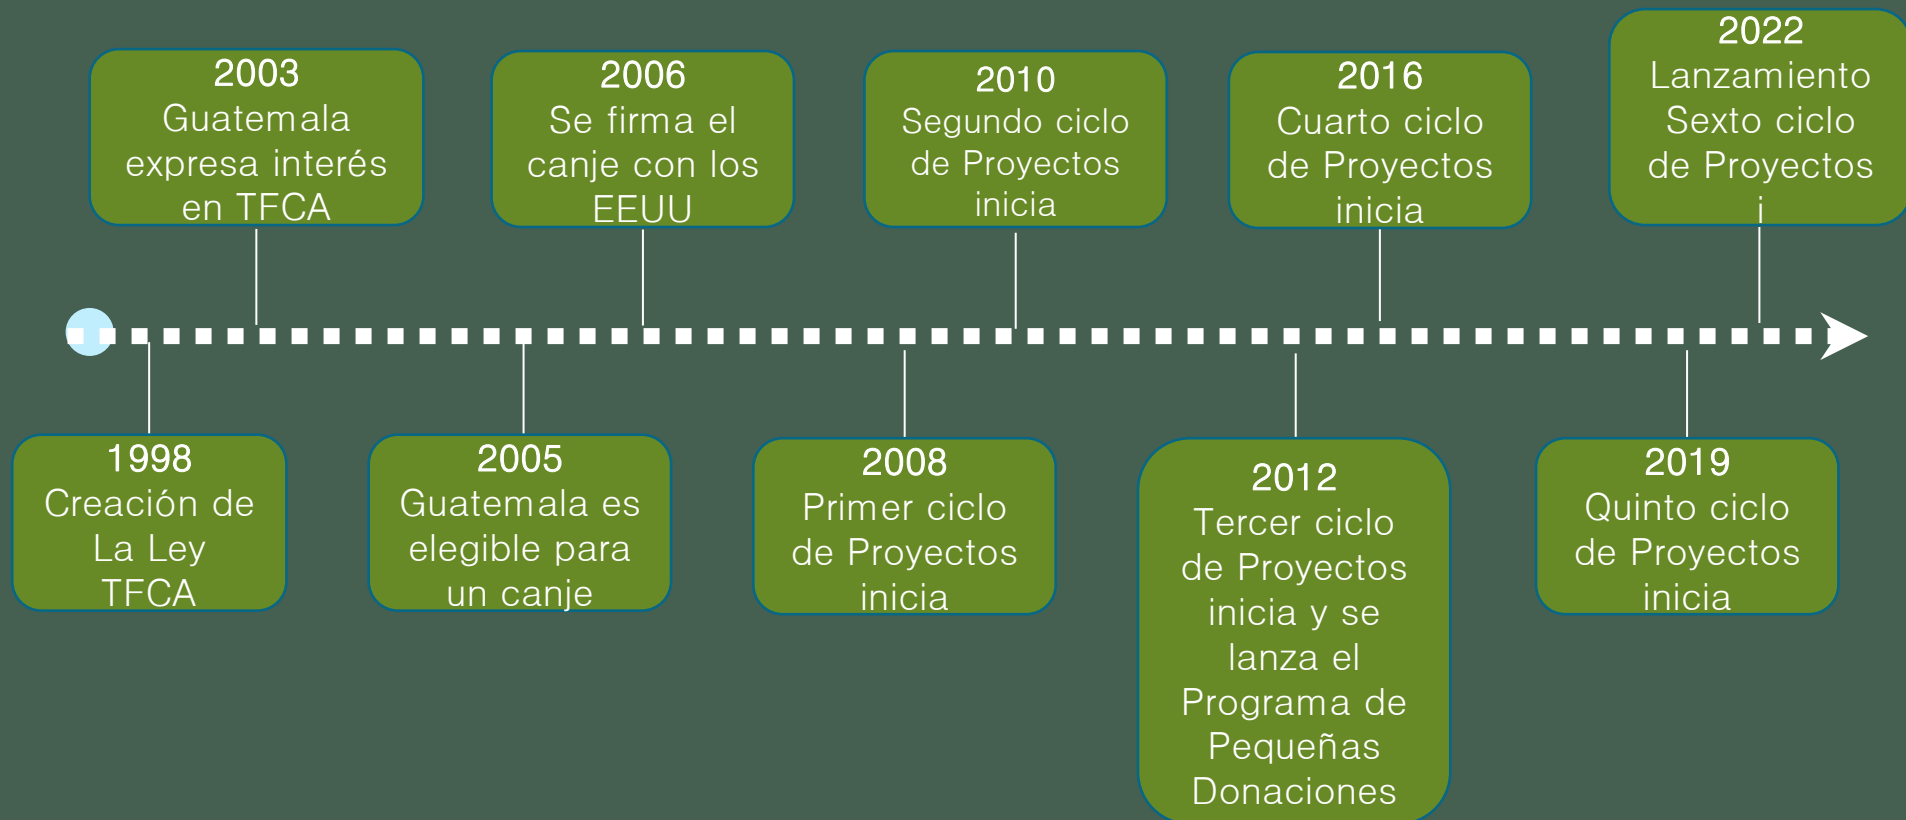 2003
Guatemala
expresa interés
en TFCA
2006
Se firma el
canje con los
EEUU
2010
Segundo ciclo
de Proyectos
inicia
2016
Cuarto ciclo
de Proyectos
inicia
2022
Lanzamiento
Sexto ciclo
de Proyectos
i
1998
Creación de
La Ley
TFCA
2005
Guatemala es
elegible para
un canje
2008
Primer ciclo
de Proyectos
inicia
2012
Tercer ciclo
de Proyectos
inicia y se
lanza el
Programa de
Pequeñas
Donaciones
2019
Quinto ciclo
de Proyectos
inicia